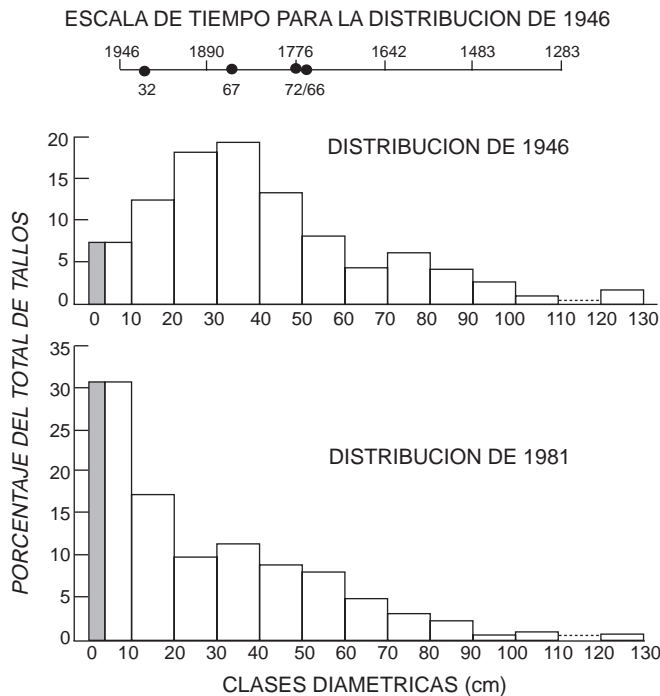 ESCALA DE TIEMPO PARA LA DISTRIBUCION DE 1946
1946 1890 1776 1642 1483 1283
32 67 72/66
PORCENTAJE DEL TOTAL DE TALLOS
DISTRIBUCION DE 1946
20
15
10
5
0
0 10 20 30 40 50 60 70 80 90 100 110 120 130
DISTRIBUCION DE 1981
35
30
25
20
15
10
5
0
0 10 20 30 40 50 60 70 80 90 100 110 120 130
CLASES DIAMETRICAS (cm)